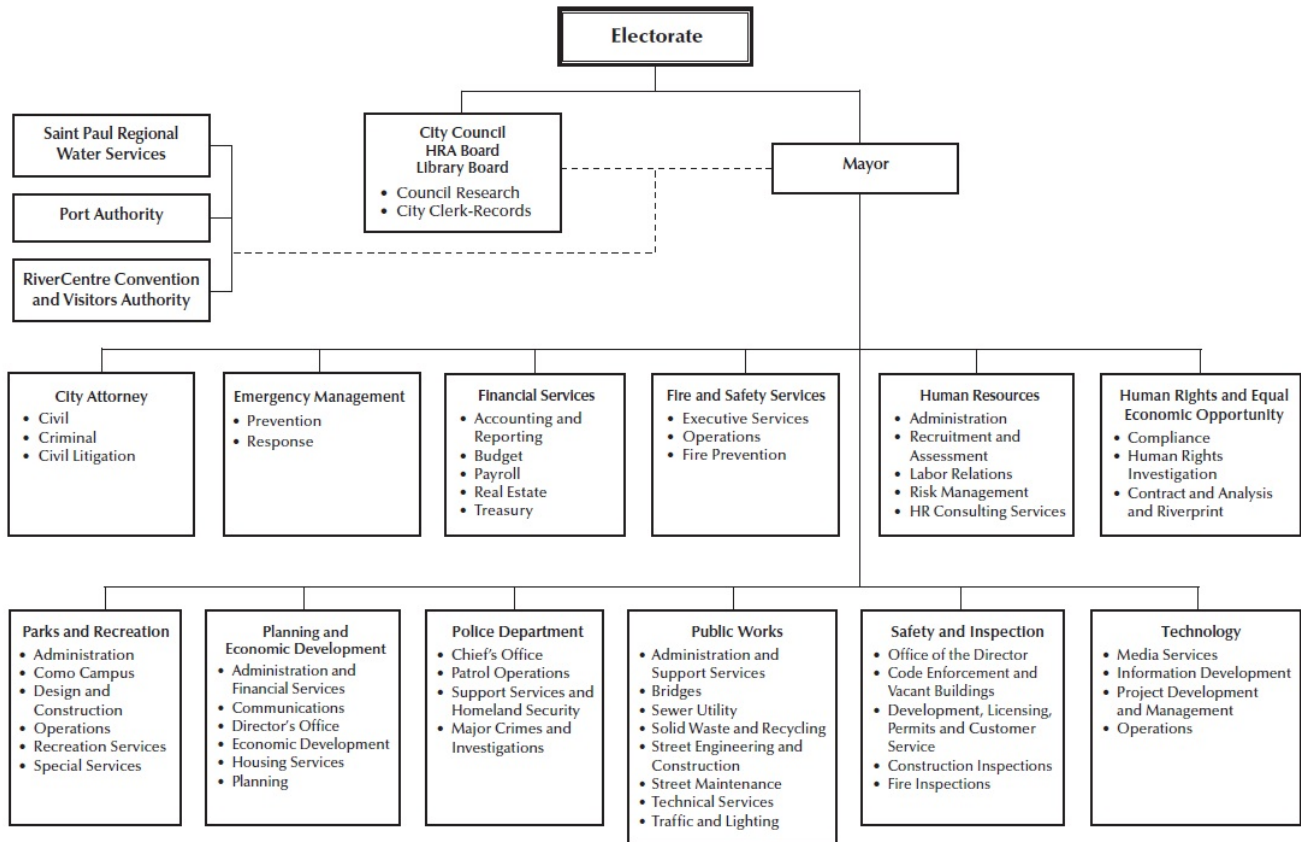 Electorate
City Council
HRA Board
Library Board
• Council Research
• City Clerk-Records
Mayor
Saint Paul Regional
Water Services
Port Authority
RiverCentre Convention
and Visitors Authority
City Attorney
• Civil
• Criminal
• Civil Litigation
Emergency Management
• Prevention
• Response
Financial Services
• Accounting and
Reporting
• Budget
• Payroll
• Real Estate
• Treasury
Fire and Safety Services
• Executive Services
• Operations
• Fire Prevention
Human Resources
• Administration
• Recruitment and
Assessment
• Labor Relations
• Risk Management
• HR Consulting Services
Human Rights and Equal
Economic Opportunity
• Compliance
• Human Rights
Investigation
• Contract and Analysis
and Riverprint
Parks and Recreation
• Administration
• Como Campus
• Design and
Construction
• Operations
• Recreation Services
• Special Services
Planning and
Economic Development
• Administration and
Financial Services
• Communications
• Director's Office
• Economic Development
• Housing Services
• Planning
Police Department
• Chief's Office
• Patrol Operations
• Support Services and
Homeland Security
• Major Crimes and
Investigations
Public Works
• Administration and
Support Services
• Bridges
• Sewer Utility
• Solid Waste and Recycling
• Street Engineering and
Construction
• Street Maintenance
• Technical Services
• Traffic and Lighting
Safety and Inspection
• Office of the Director
• Code Enforcement and
Vacant Buildings
• Development, Licensing,
Permits and Customer
Service
• Construction Inspections
• Fire Inspections
Technology
• Media Services
• Information Development
• Project Development
and Management
• Operations